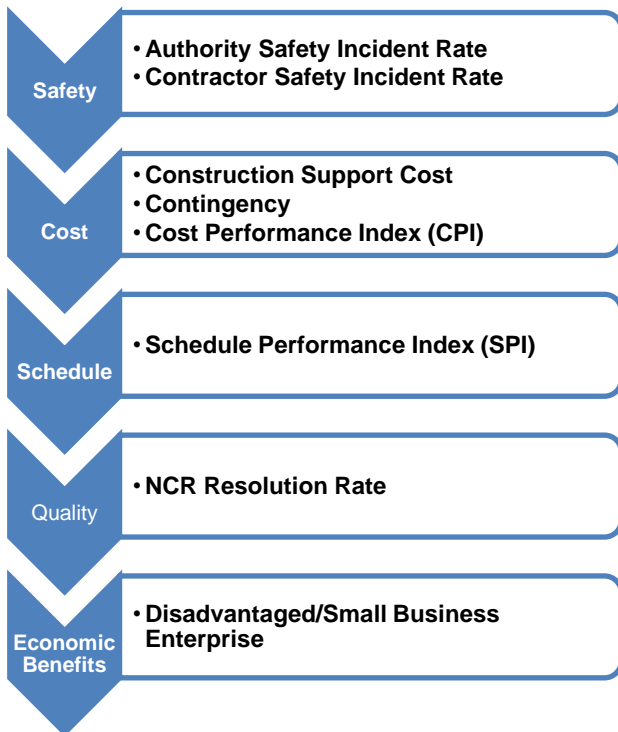 Safety
• Authority Safety Incident Rate
• Contractor Safety Incident Rate
Cost
• Construction Support Cost
• Contingency
• Cost Performance Index (CPI)
Schedule
• Schedule Performance Index (SPI)
Quality
• NCR Resolution Rate
Economic
Benefits
• Disadvantaged/Small Business
Enterprise